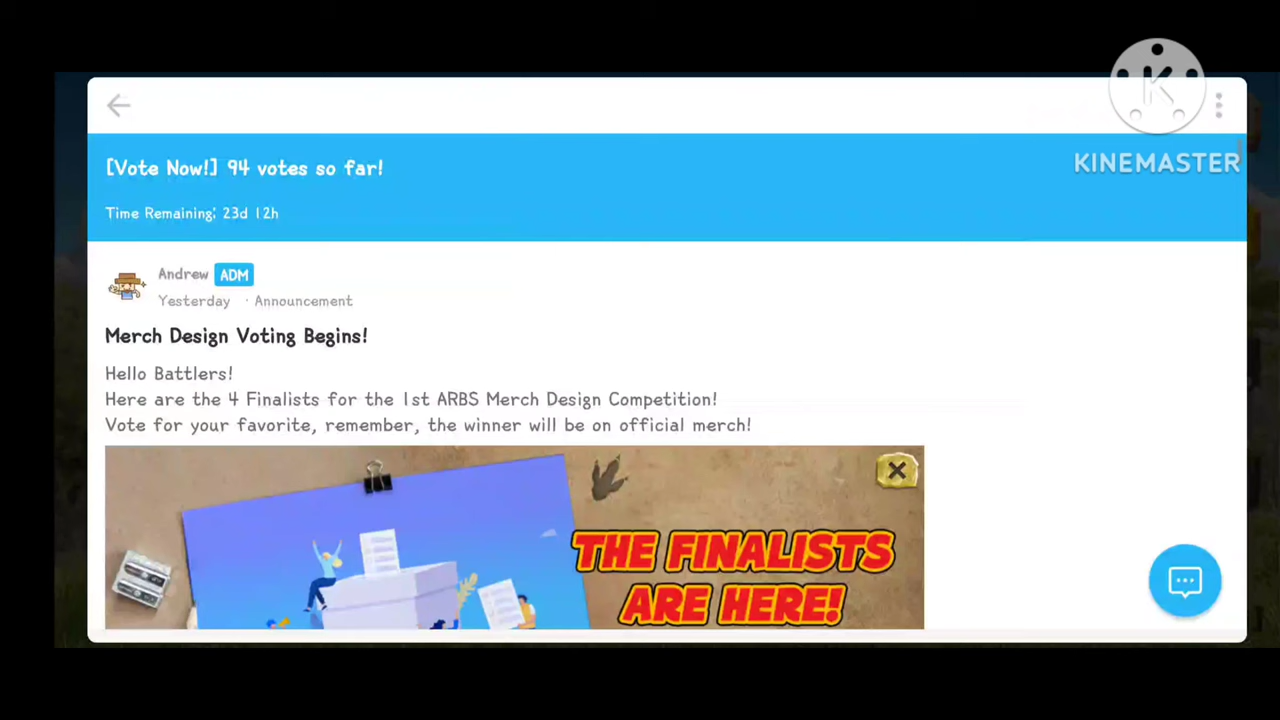 KINEMASTER
[Vote Now!] 94 votes so far!
Time Remaining: 23d 12h
Andrew ADM
Yesterday · Announcement
Merch Design Voting Begins!
Hello Battlers!
Here are the 4 Finalists for the 1st ARBS Merch Design Competition!
Vote for your favorite, remember, the winner will be on official merch!
THE FINALISTS
ARE HERE!